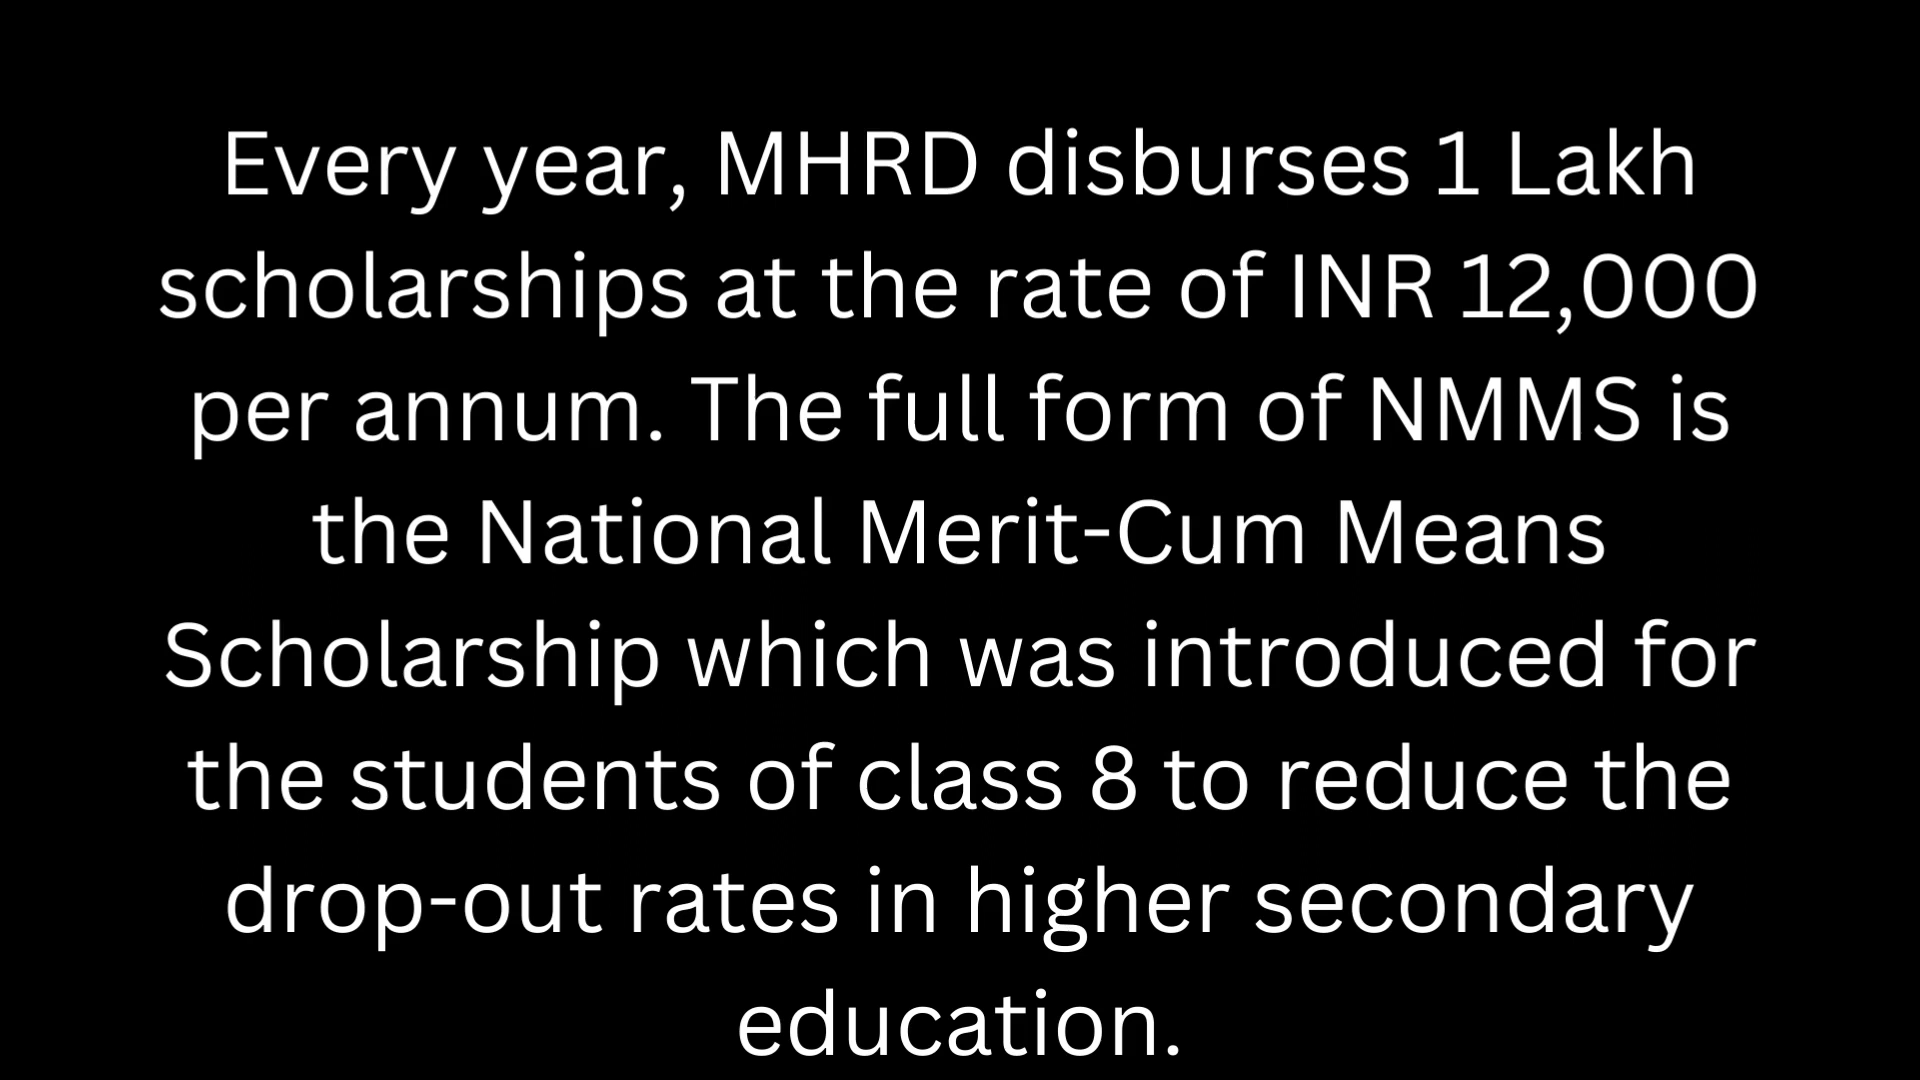 Every year, MHRD disburses 1 Lakh
scholarships at the rate of INR 12,000
per annum. The full form of NMMS is
the National Merit-Cum Means
Scholarship which was introduced for
the students of class 8 to reduce the
drop-out rates in higher secondary
education.